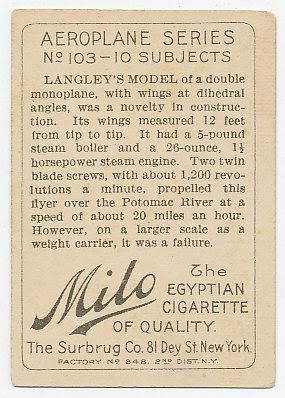 AEROPLANE SERIES
No 103-10 SUBJECTS
LANGLEY'S MODEL of a double
monoplane, with wings at dihedral
angles, was a novelty in construc-
tion. Its wings measured 12 feet
from tip to tip. It had a 5-pound
steam boiler and a 26-ounce, 1½
horsepower steam engine. Two twin
blade screws, with about 1,200 revo-
lutions a minute, propelled this
flyer over the Potomac River at a
speed of about 20 miles an hour.
However, on a larger scale as a
weight carrier, it was a failure.
Milo The
EGYPTIAN
CIGARETTE
OF QUALITY.
The Surbrug Co. 81 Dey St. New York.
FACTORY No 348. 2ND DIST. N.Y.